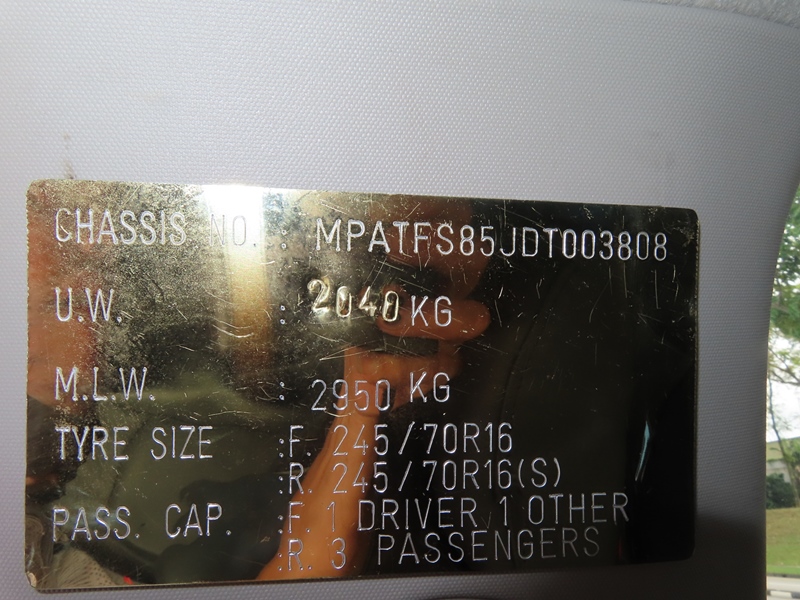 CHASSIS NO. : MPATFS85JDT003808
U.W. : 2040 KG
M.L.W. : 2950 KG
TYRE SIZE :F. 245/70R16
:R. 245/70R16(S)
PASS. CAP. :F. 1 DRIVER 1 OTHER
:R. 3 PASSENGERS